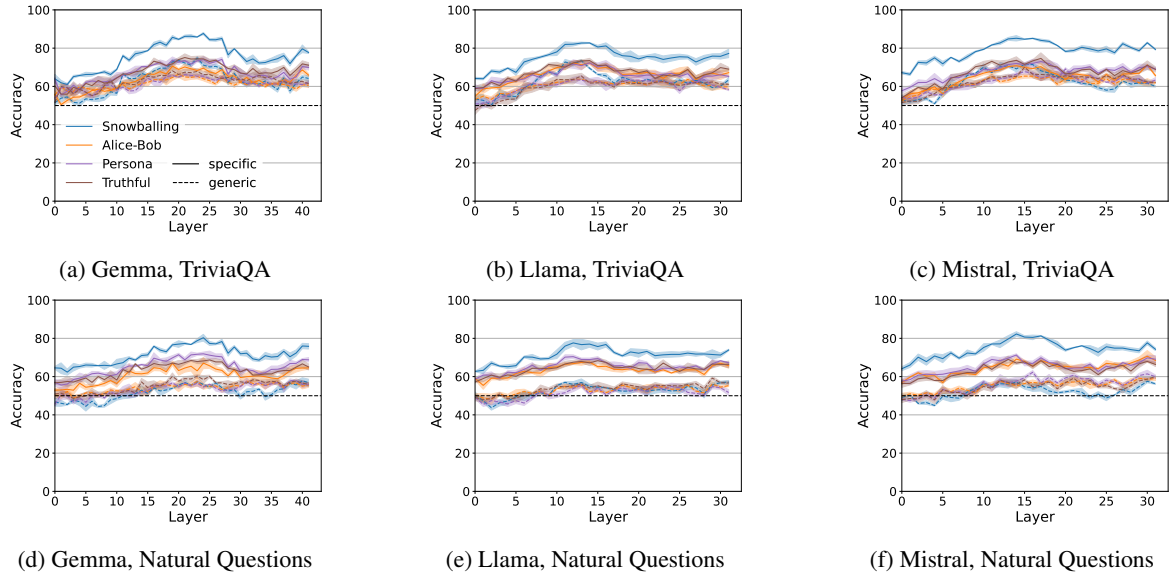 100
80
60
40
20
0
Accuracy
Snowballing
Alice-Bob
Persona
Truthful
specific
generic
0 5 10 15 20 25 30 35 40
Layer
(a) Gemma, TriviaQA
100
80
60
40
20
0
Accuracy
0 5 10 15 20 25 30
Layer
(b) Llama, TriviaQA
100
80
60
40
20
0
Accuracy
0 5 10 15 20 25 30
Layer
(c) Mistral, TriviaQA
100
80
60
40
20
0
Accuracy
0 5 10 15 20 25 30 35 40
Layer
(d) Gemma, Natural Questions
100
80
60
40
20
0
Accuracy
0 5 10 15 20 25 30
Layer
(e) Llama, Natural Questions
100
80
60
40
20
0
Accuracy
0 5 10 15 20 25 30
Layer
(f) Mistral, Natural Questions